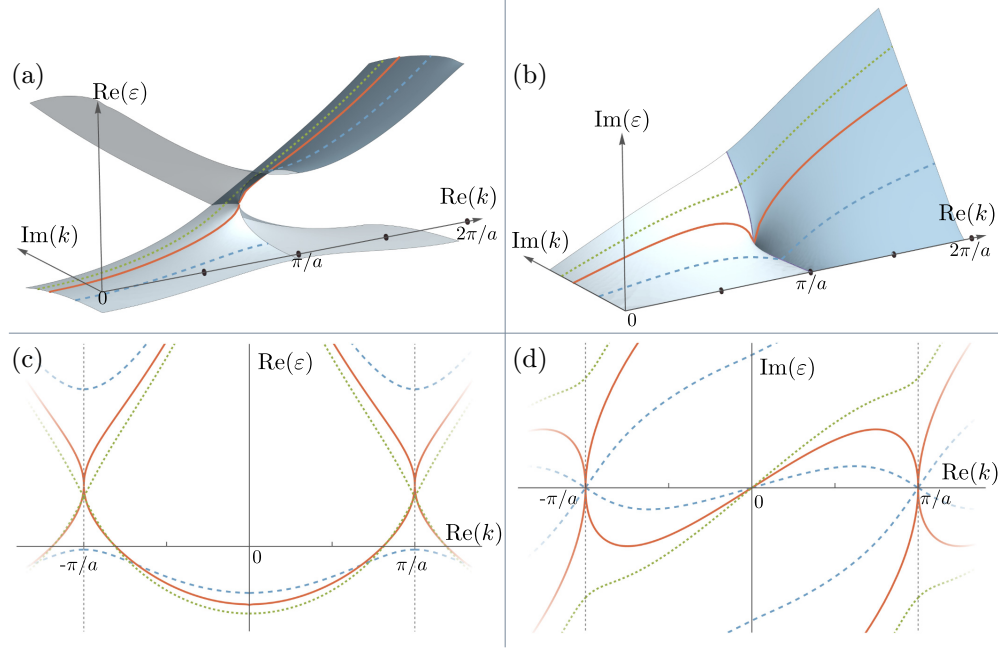 (a)
Re(ε)
Im(k)
0
π/a
Re(k)
2π/a
(b)
Im(ε)
Im(k)
0
π/a
Re(k)
2π/a
(c)
Re(ε)
Re(k)
-π/a
0
π/a
(d)
Im(ε)
Re(k)
-π/a
0
π/a